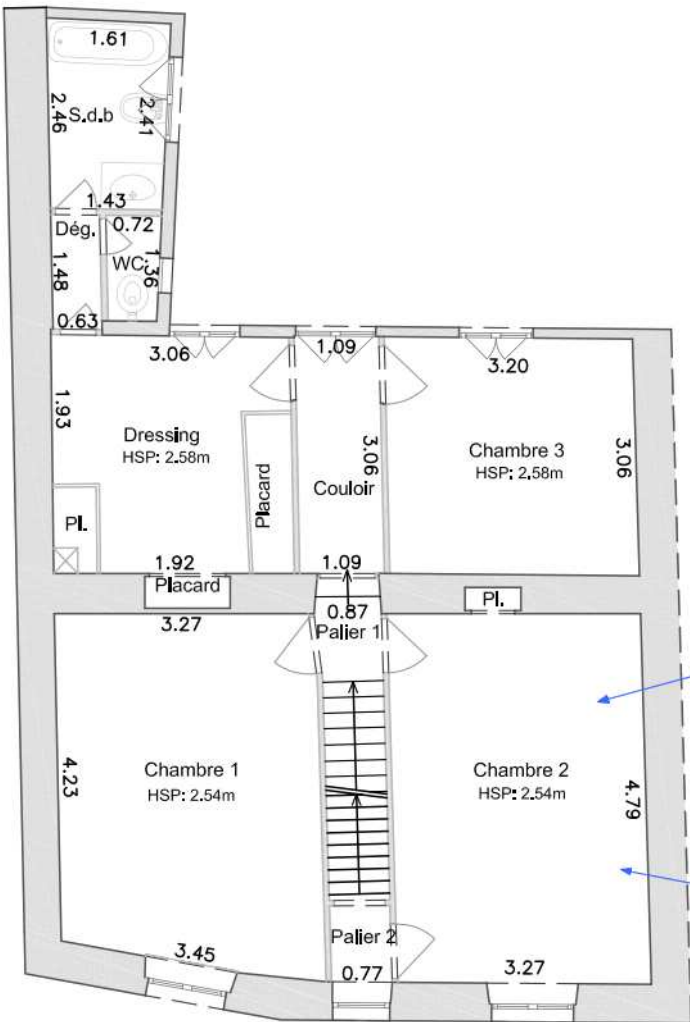 1.61
2.46
S.d.b
2.41
1.43
Dég.
0.72
WC
1.36
1.48
0.63
3.06
1.09
3.20
1.93
Dressing
HSP: 2.58m
Placard
3.06
Couloir
Chambre 3
HSP: 2.58m
3.06
Pl.
1.92
Placard
1.09
3.27
0.87
Palier 1
Pl.
4.23
Chambre 1
HSP: 2.54m
Chambre 2
HSP: 2.54m
4.79
Palier 2
3.45
0.77
3.27